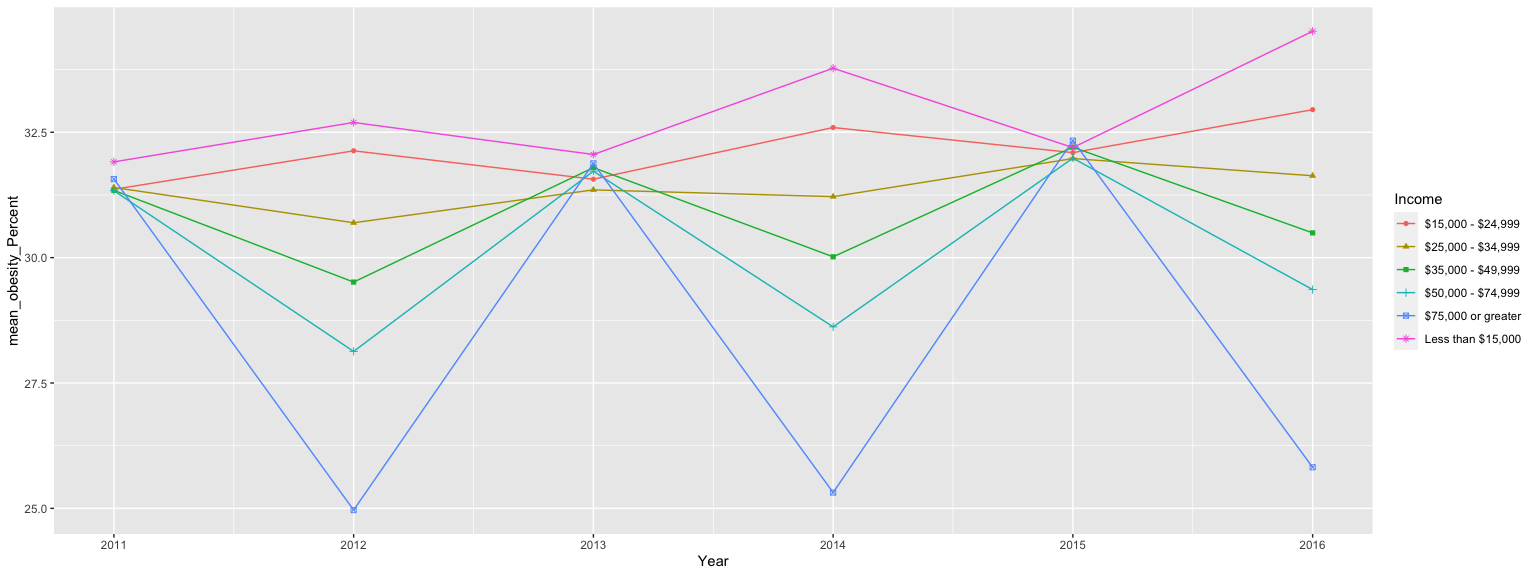 mean_obesity_Percent
32.5
30.0
27.5
25.0
2011 2012 2013 2014 2015 2016
Year
Income
$15,000 - $24,999
$25,000 - $34,999
$35,000 - $49,999
$50,000 - $74,999
$75,000 or greater
Less than $15,000